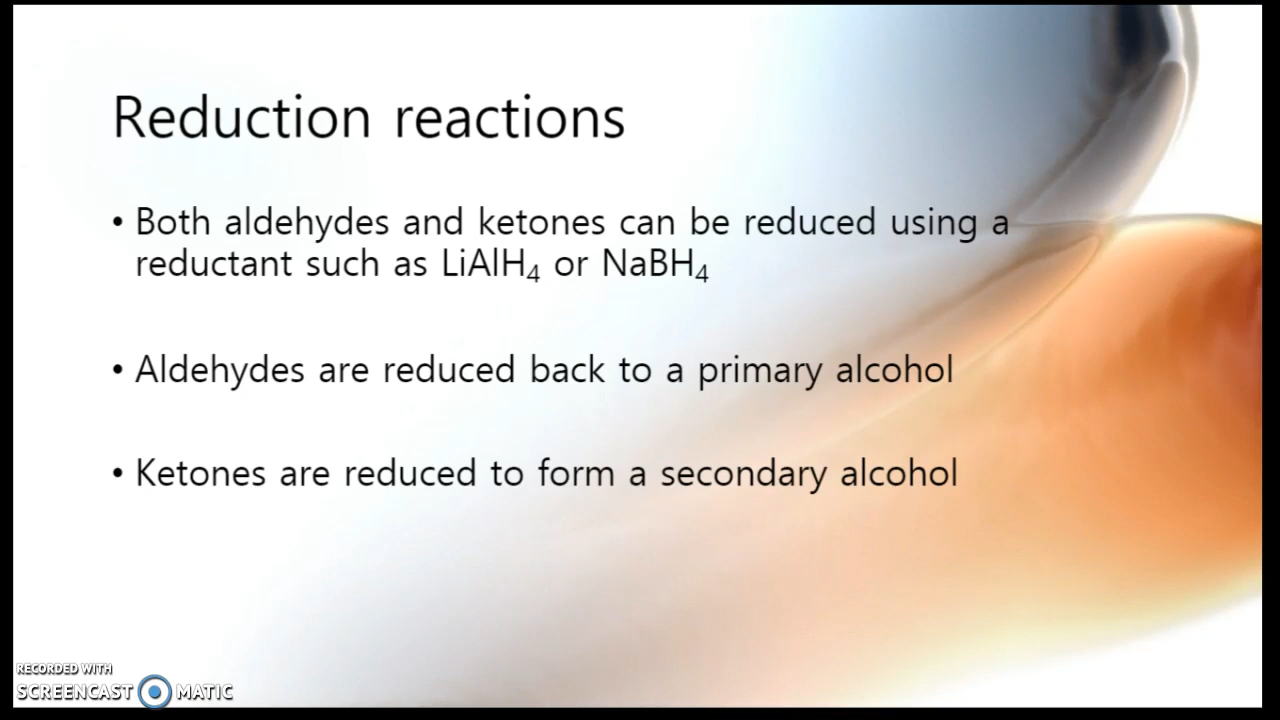 Reduction reactions
• Both aldehydes and ketones can be reduced using a
reductant such as LiAlH₄ or NaBH₄
• Aldehydes are reduced back to a primary alcohol
• Ketones are reduced to form a secondary alcohol
RECORDED WITH
SCREENCAST MATIC